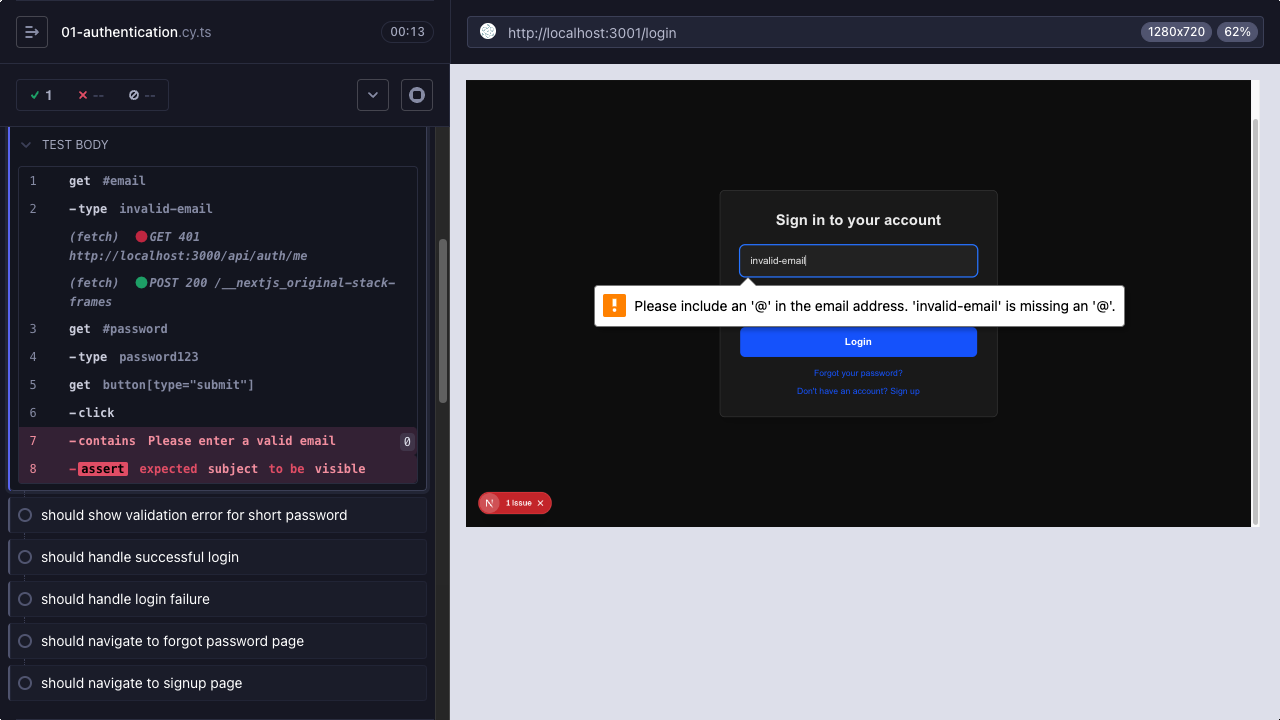 01-authentication.cy.ts
00:13
1 -- --
TEST BODY
1 get #email
2 -type invalid-email
(fetch) GET 401
http://localhost:3000/api/auth/me
(fetch) POST 200 /__nextjs_original-stack-
frames
3 get #password
4 -type password123
5 get button[type="submit"]
6 -click
7 -contains Please enter a valid email 0
8 -assert expected subject to be visible
should show validation error for short password
should handle successful login
should handle login failure
should navigate to forgot password page
should navigate to signup page
http://localhost:3001/login
1280x720 62%
Sign in to your account
invalid-email
Please include an '@' in the email address. 'invalid-email' is missing an '@'.
Login
Forgot your password?
Don't have an account? Sign up
N 1 Issue